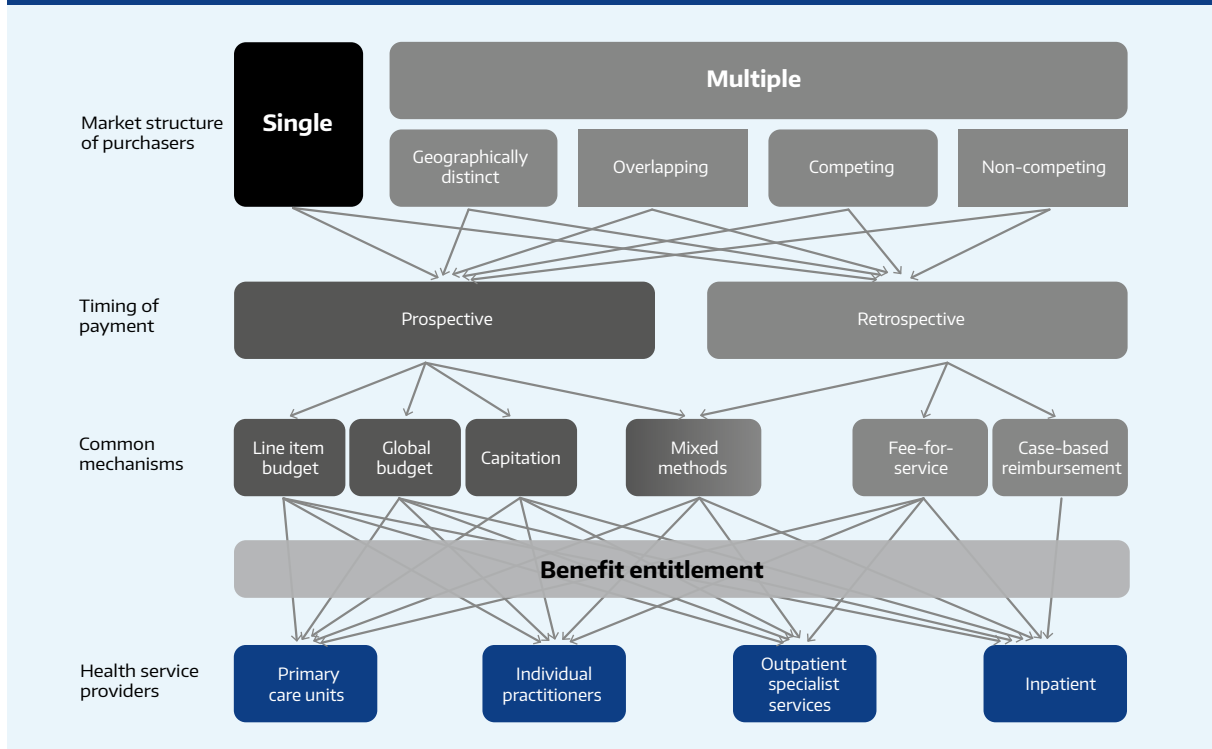 Single
Multiple
Market structure
of purchasers
Geographically
distinct
Overlapping
Competing
Non-competing
Timing of
payment
Prospective
Retrospective
Common
mechanisms
Line item
budget
Global
budget
Capitation
Mixed
methods
Fee-for-
service
Case-based
reimbursement
Benefit entitlement
Health service
providers
Primary
care units
Individual
practitioners
Outpatient
specialist
services
Inpatient